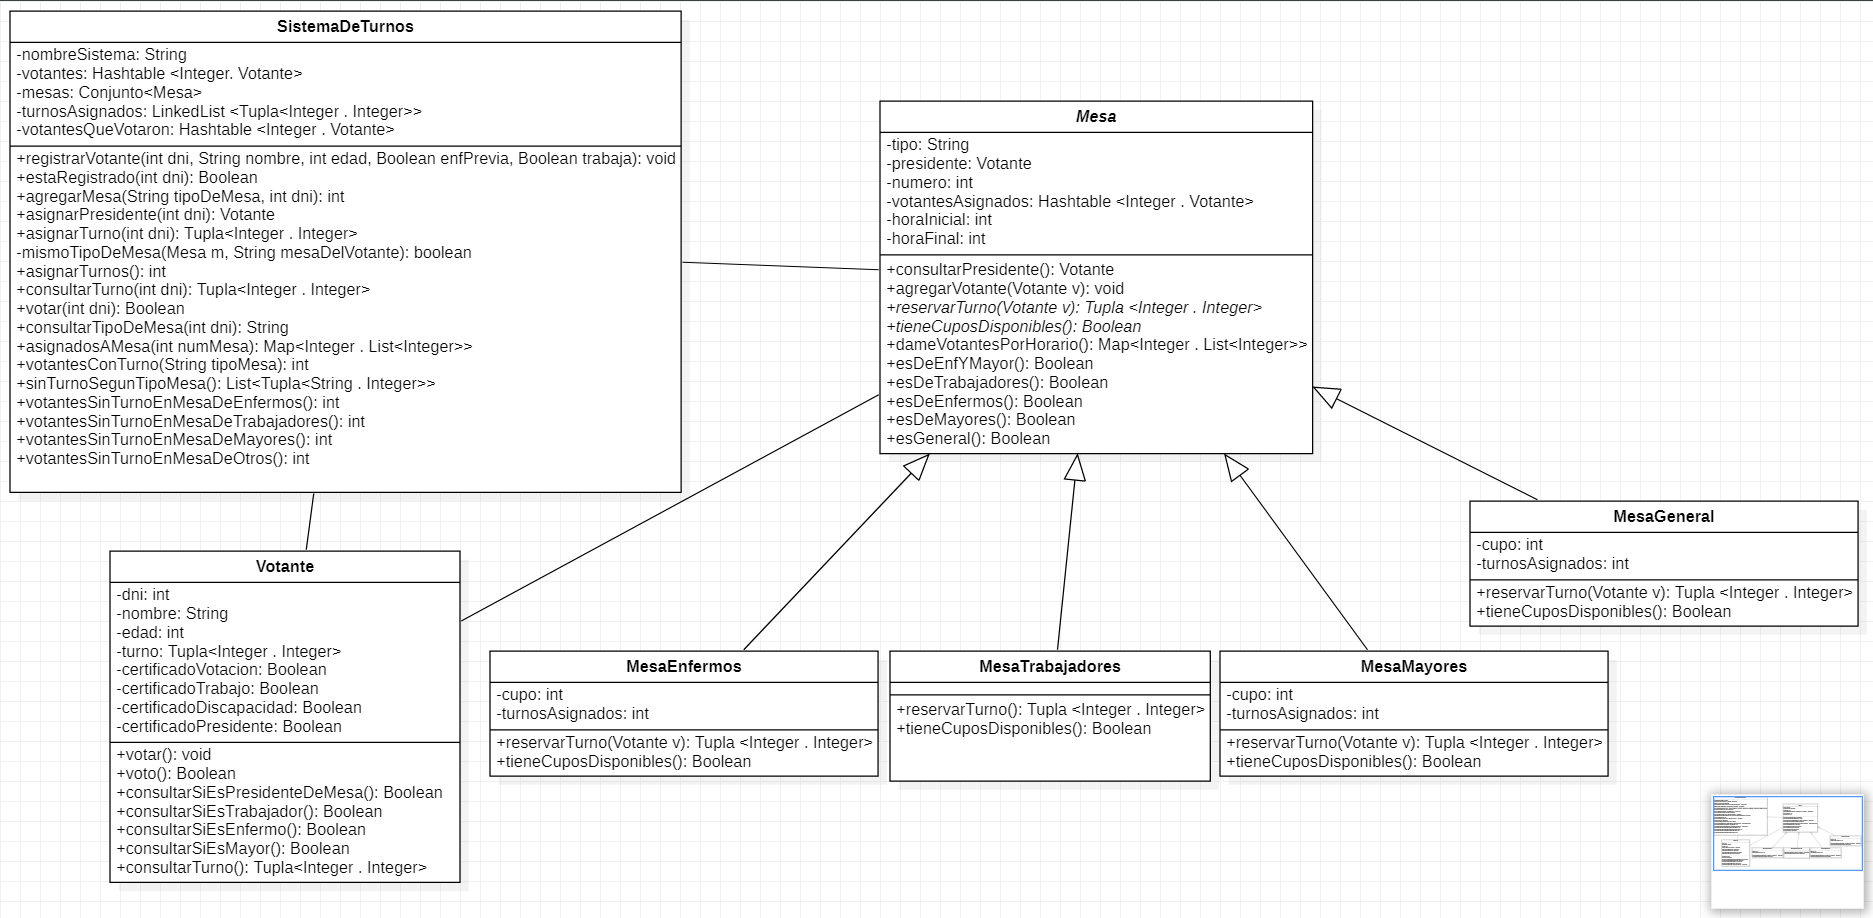 SistemaDeTurnos
-nombreSistema: String
-votantes: Hashtable <Integer. Votante>
-mesas: Conjunto<Mesa>
-turnosAsignados: LinkedList <Tupla<Integer . Integer>>
-votantesQueVotaron: Hashtable <Integer . Votante>
+registrarVotante(int dni, String nombre, int edad, Boolean enfPrevia, Boolean trabaja): void
+estaRegistrado(int dni): Boolean
+agregarMesa(String tipoDeMesa, int dni): int
+asignarPresidente(int dni): Votante
+asignarTurno(int dni): Tupla<Integer . Integer>
-mismoTipoDeMesa(Mesa m, String mesaDelVotante): boolean
+asignarTurnos(): int
+consultarTurno(int dni): Tupla<Integer . Integer>
+votar(int dni): Boolean
+consultarTipoDeMesa(int dni): String
+asignadosAMesa(int numMesa): Map<Integer . List<Integer>>
+votantesConTurno(String tipoMesa): int
+sinTurnoSegunTipoMesa(): List<Tupla<String . Integer>>
+votantesSinTurnoEnMesaDeEnfermos(): int
+votantesSinTurnoEnMesaDeTrabajadores(): int
+votantesSinTurnoEnMesaDeMayores(): int
+votantesSinTurnoEnMesaDeOtros(): int
Mesa
-tipo: String
-presidente: Votante
-numero: int
-votantesAsignados: Hashtable <Integer . Votante>
-horaInicial: int
-horaFinal: int
+consultarPresidente(): Votante
+agregarVotante(Votante v): void
+reservarTurno(Votante v): Tupla <Integer . Integer>
+tieneCuposDisponibles(): Boolean
+dameVotantesPorHorario(): Map<Integer . List<Integer>>
+esDeEnfYMayor(): Boolean
+esDeTrabajadores(): Boolean
+esDeEnfermos(): Boolean
+esDeMayores(): Boolean
+esGeneral(): Boolean
MesaGeneral
-cupo: int
-turnosAsignados: int
+reservarTurno(Votante v): Tupla <Integer . Integer>
+tieneCuposDisponibles(): Boolean
Votante
-dni: int
-nombre: String
-edad: int
-turno: Tupla<Integer . Integer>
-certificadoVotacion: Boolean
-certificadoTrabajo: Boolean
-certificadoDiscapacidad: Boolean
-certificadoPresidente: Boolean
+votar(): void
+voto(): Boolean
+consultarSiEsPresidenteDeMesa(): Boolean
+consultarSiEsTrabajador(): Boolean
+consultarSiEsEnfermo(): Boolean
+consultarSiEsMayor(): Boolean
+consultarTurno(): Tupla<Integer . Integer>
MesaEnfermos
-cupo: int
-turnosAsignados: int
+reservarTurno(Votante v): Tupla <Integer . Integer>
+tieneCuposDisponibles(): Boolean
MesaTrabajadores
+reservarTurno(): Tupla <Integer . Integer>
+tieneCuposDisponibles(): Boolean
MesaMayores
-cupo: int
-turnosAsignados: int
+reservarTurno(Votante v): Tupla <Integer . Integer>
+tieneCuposDisponibles(): Boolean